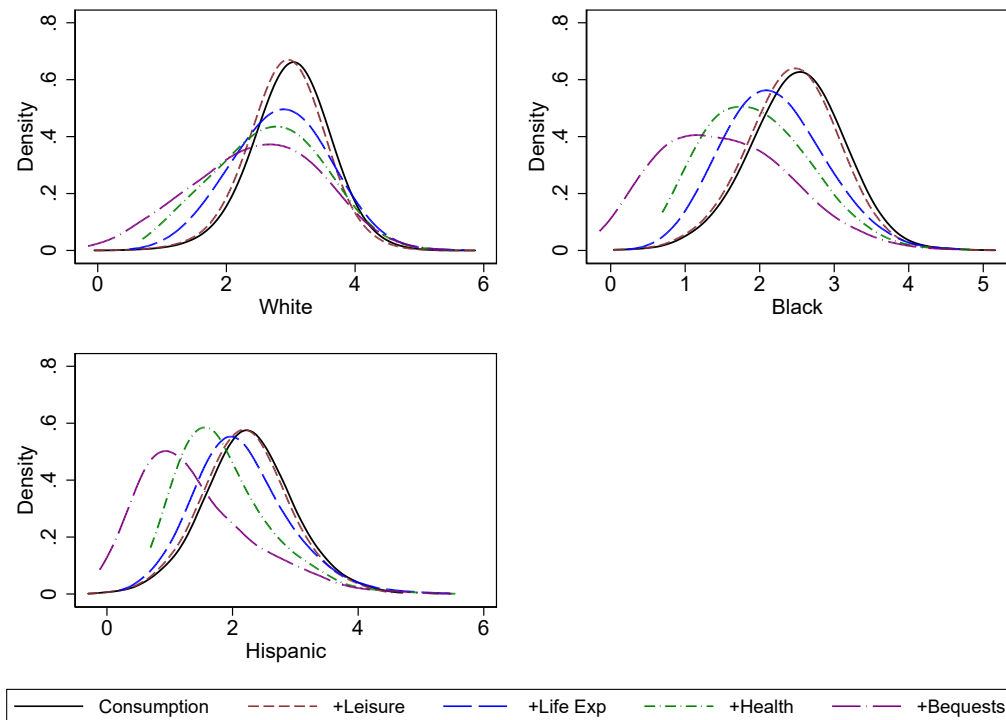 Density
.8
.6
.4
.2
0
0 2 4 6
White
Density
.8
.6
.4
.2
0
0 1 2 3 4 5
Black
Density
.8
.6
.4
.2
0
0 2 4 6
Hispanic
Consumption +Leisure +Life Exp +Health +Bequests